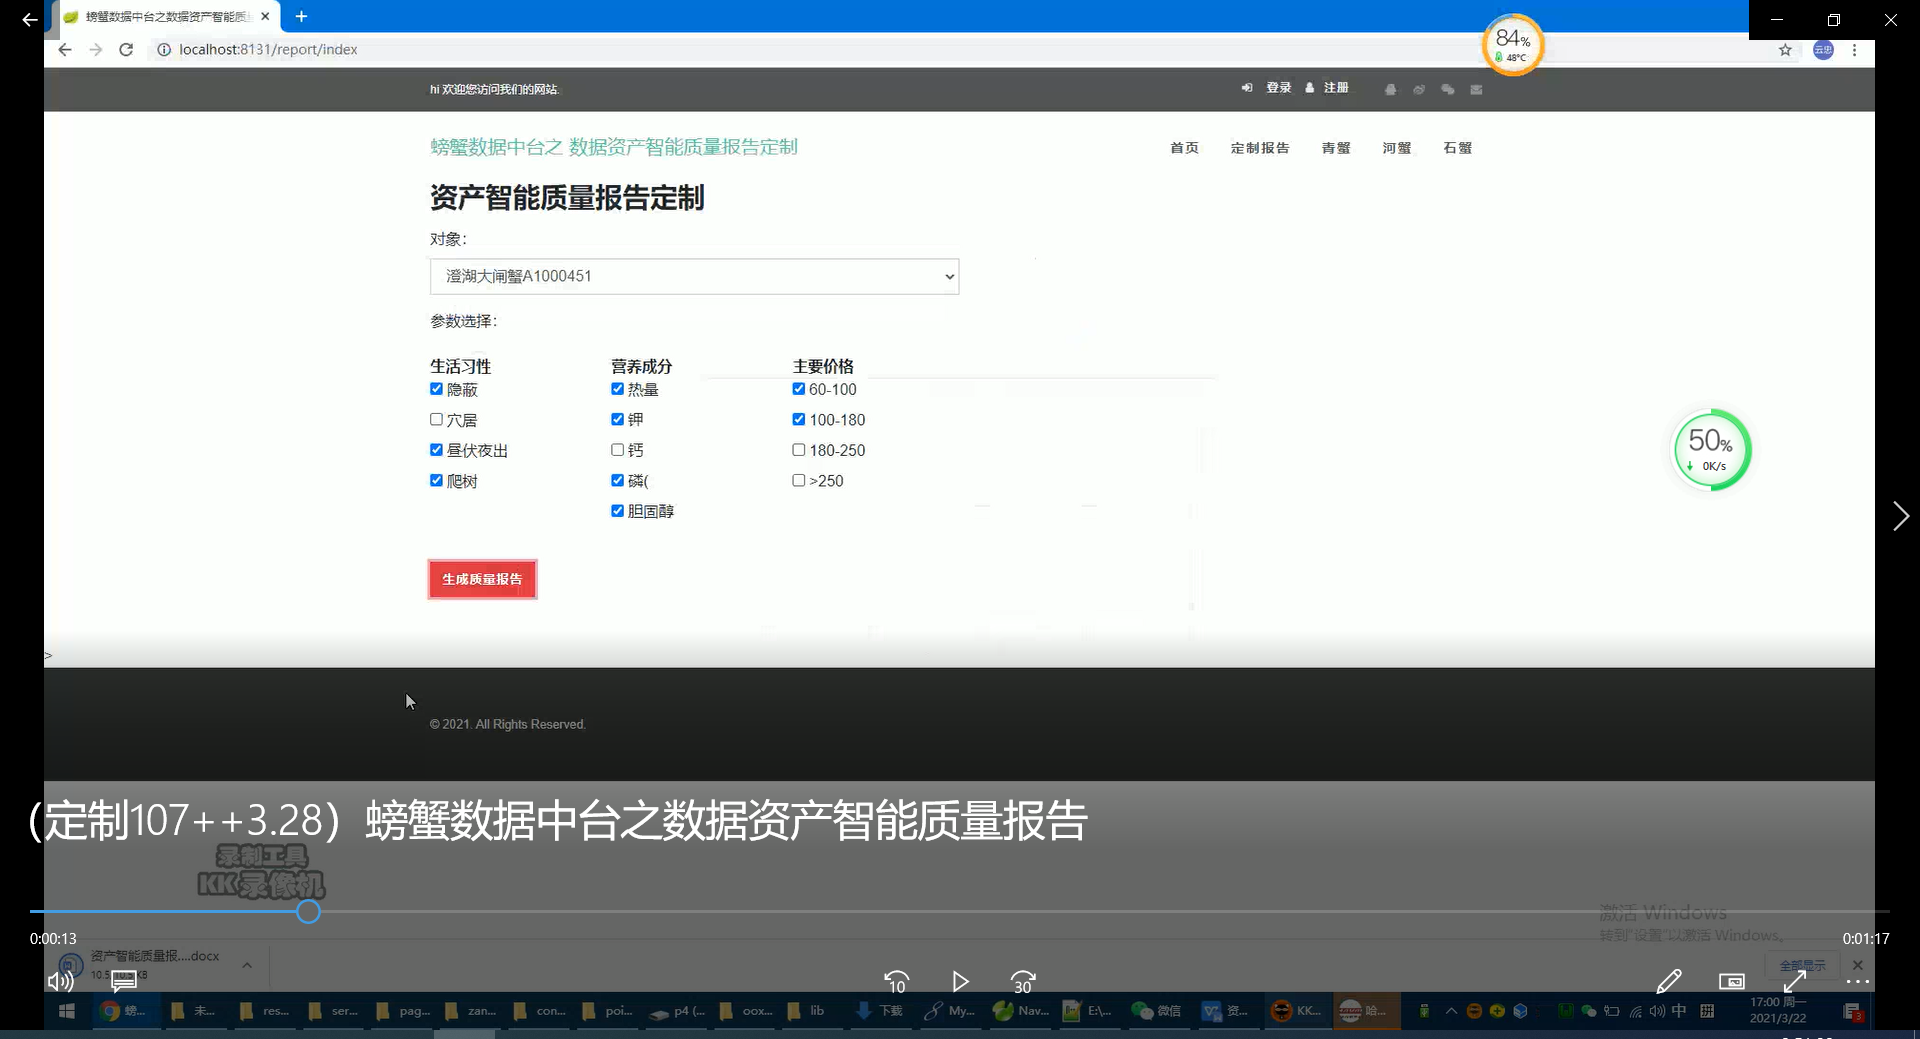 螃蟹数据中台之数据资产智能质
localhost:8131/report/index
84%
48°C
云忠
hi 欢迎您访问我们的网站.
登录 注册
螃蟹数据中台之 数据资产智能质量报告定制
首页 定制报告 青蟹 河蟹 石蟹
资产智能质量报告定制
对象:
澄湖大闸蟹A1000451
参数选择:
生活习性 营养成分 主要价格
隐蔽 热量 60-100
穴居 钾 100-180
昼伏夜出 钙 180-250
爬树 磷( >250
胆固醇
50%
0K/s
生成质量报告
>
© 2021. All Rights Reserved.
（定制107++3.28）螃蟹数据中台之数据资产智能质量报告
录制工具
KK录像机
激活 Windows
转到"设置"以激活 Windows。
0:00:13
0:01:17
资产智能质量报....docx
全部显示
10
30
螃... 未... res... ser... pag... zan... con... poi... p4 (... oox... lib 下载 My... Nav... E:\... 微信 资... KK... 哈...
中
拼
17:00 周一
2021/3/22
3